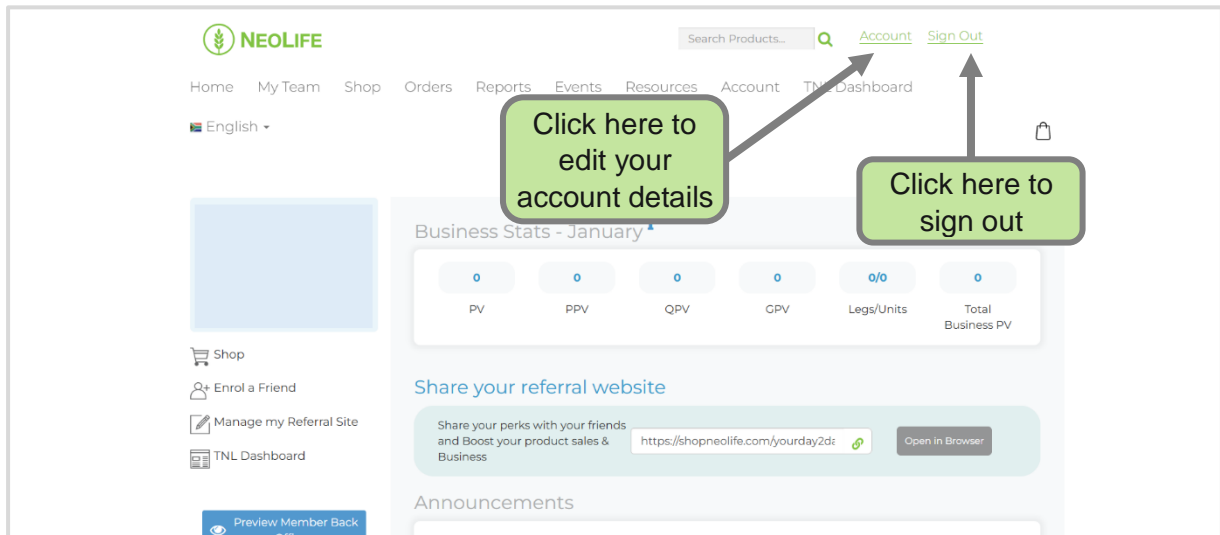 NEOLIFE
Search Products... Account Sign Out
Home My Team Shop Orders Reports Events Resources Account TNL Dashboard
English
Click here to
edit your
account details
Click here to
sign out
Business Stats - January
0 0 0 0 0/0 0
PV PPV QPV GPV Legs/Units Total
Business PV
Shop
Enrol a Friend
Manage my Referral Site
TNL Dashboard
Preview Member Back
Share your referral website
Share your perks with your friends
and Boost your product sales &
Business
https://shopneolife.com/yourday2da
Open in Browser
Announcements